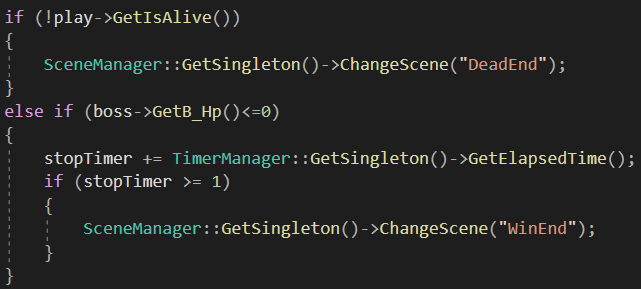 if (!play->GetIsAlive())
{
    SceneManager::GetSingleton()->ChangeScene("DeadEnd");
}
else if (boss->GetB_Hp()<=0)
{
    stopTimer += TimerManager::GetSingleton()->GetElapsedTime();
    if (stopTimer >= 1)
    {
        SceneManager::GetSingleton()->ChangeScene("WinEnd");
    }
}